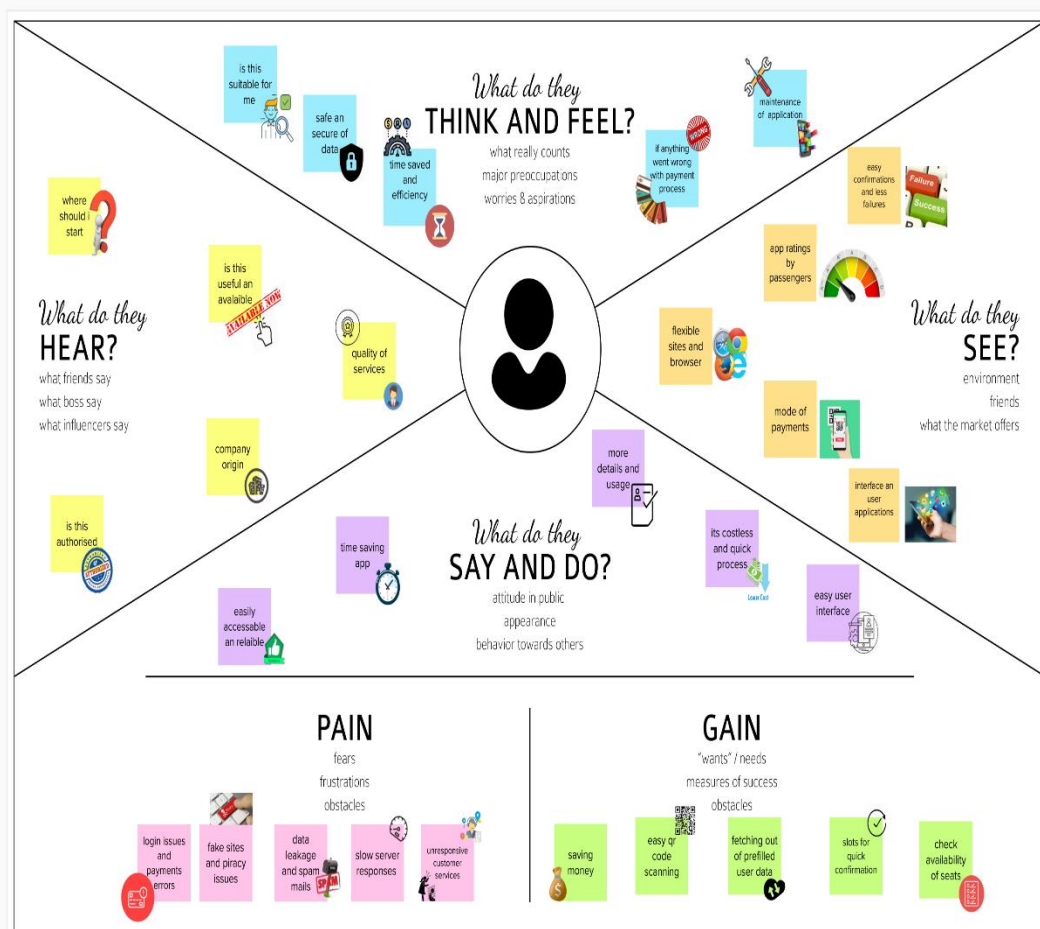 What do they
THINK AND FEEL?
what really counts
major preoccupations
worries & aspirations
is this
suitable for
me
safe an
secure of
data
time saved
and
efficiency
if anything
went wrong
with payment
process
WRONG
maintenance
of application
What do they
HEAR?
what friends say
what boss say
what influencers say
where
should i
start
is this
useful an
avalaible
AVAILABLE NOW
quality of
services
company
origin
is this
authorised
AUTHORIZED
What do they
SEE?
environment
friends
what the market offers
easy
confirmations
and less
failures
Failure
Success
app ratings
by
passengers
flexible
sites and
browser
mode of
payments
interface an
user
applications
What do they
SAY AND DO?
attitude in public
appearance
behavior towards others
more
details and
usage
time saving
app
its costless
and quick
process
Lower Cost
easily
accessable
an relaible
easy user
interface
PAIN
fears
frustrations
obstacles
login issues
and
payments
errors
fake sites
and piracy
issues
data
leakage
and spam
mails
SPAM
slow server
responses
unresponsive
customer
services
GAIN
"wants" / needs
measures of success
obstacles
saving
money
easy qr
code
scanning
fetching out
of prefilled
user data
slots for
quick
confirmation
check
availability
of seats